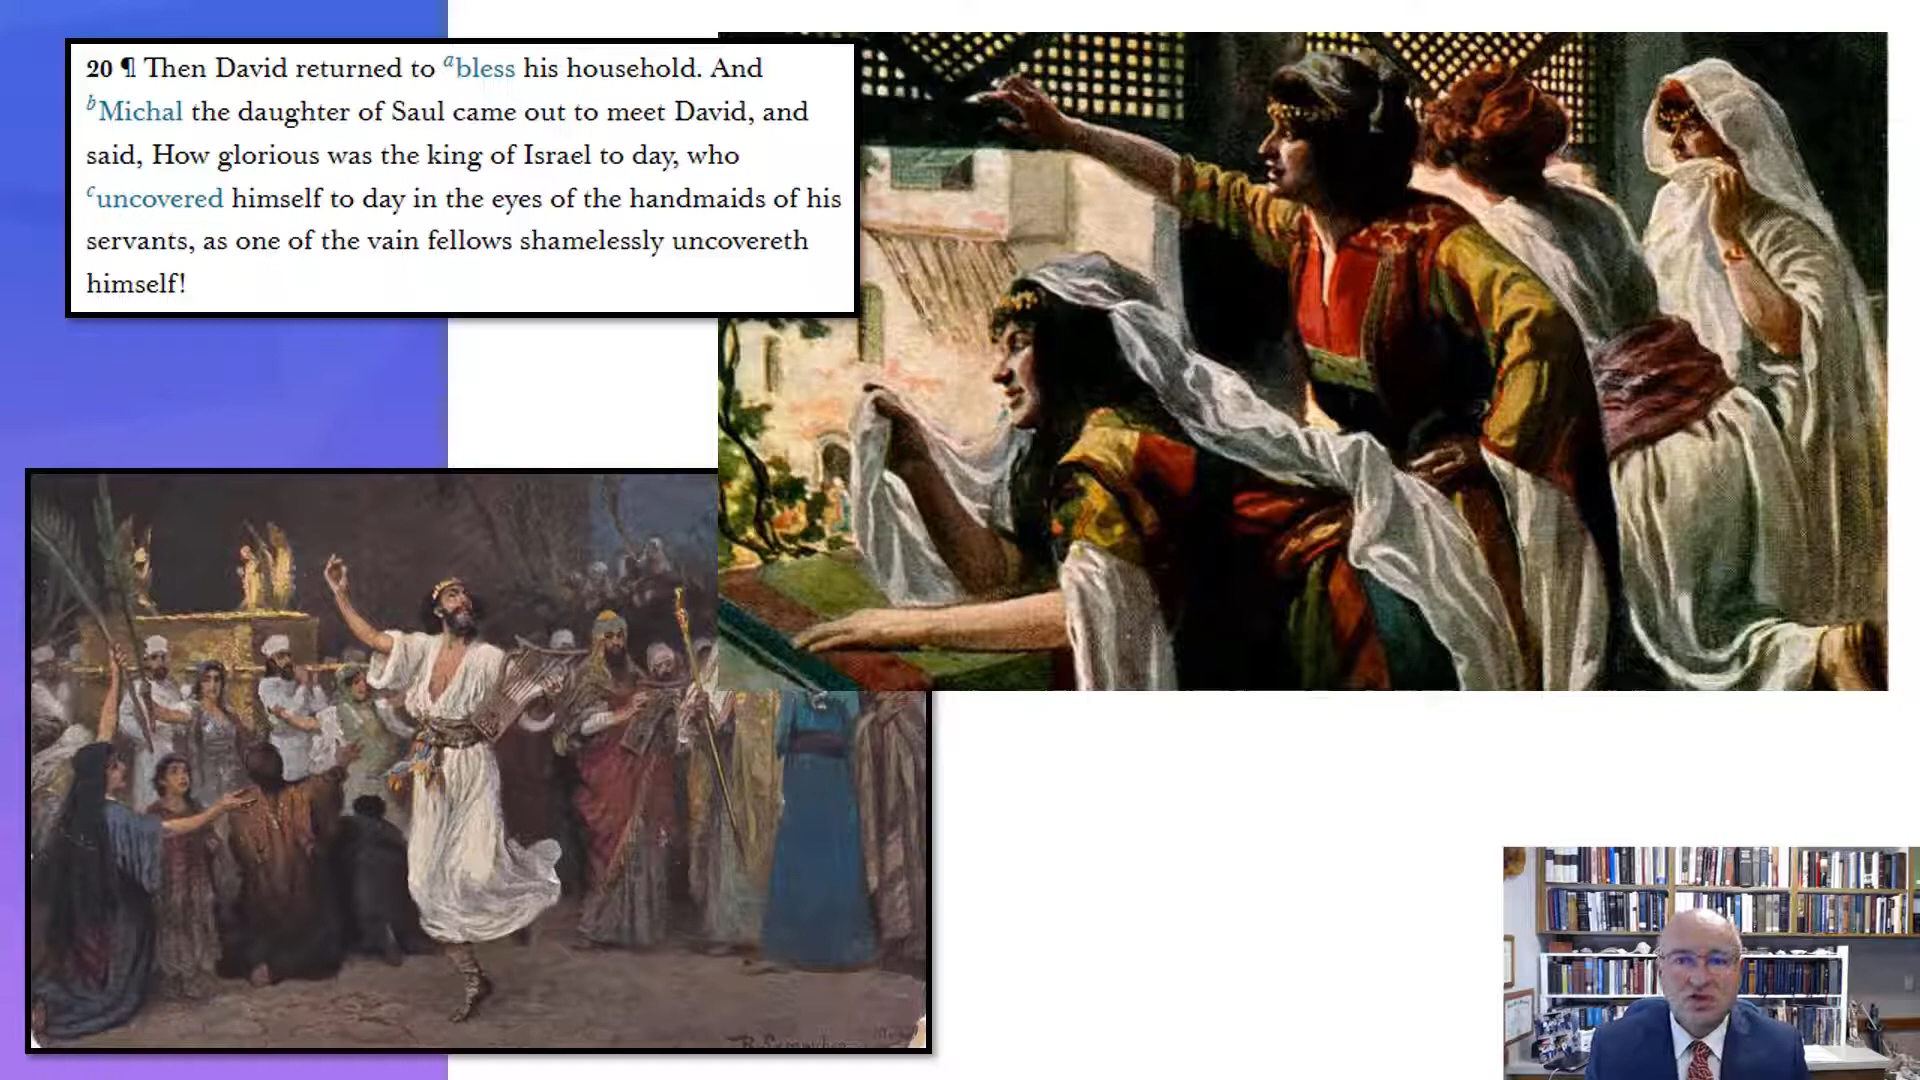 20 ¶ Then David returned to ᵃbless his household. And
ᵇMichal the daughter of Saul came out to meet David, and
said, How glorious was the king of Israel to day, who
ᶜuncovered himself to day in the eyes of the handmaids of his
servants, as one of the vain fellows shamelessly uncovereth
himself!